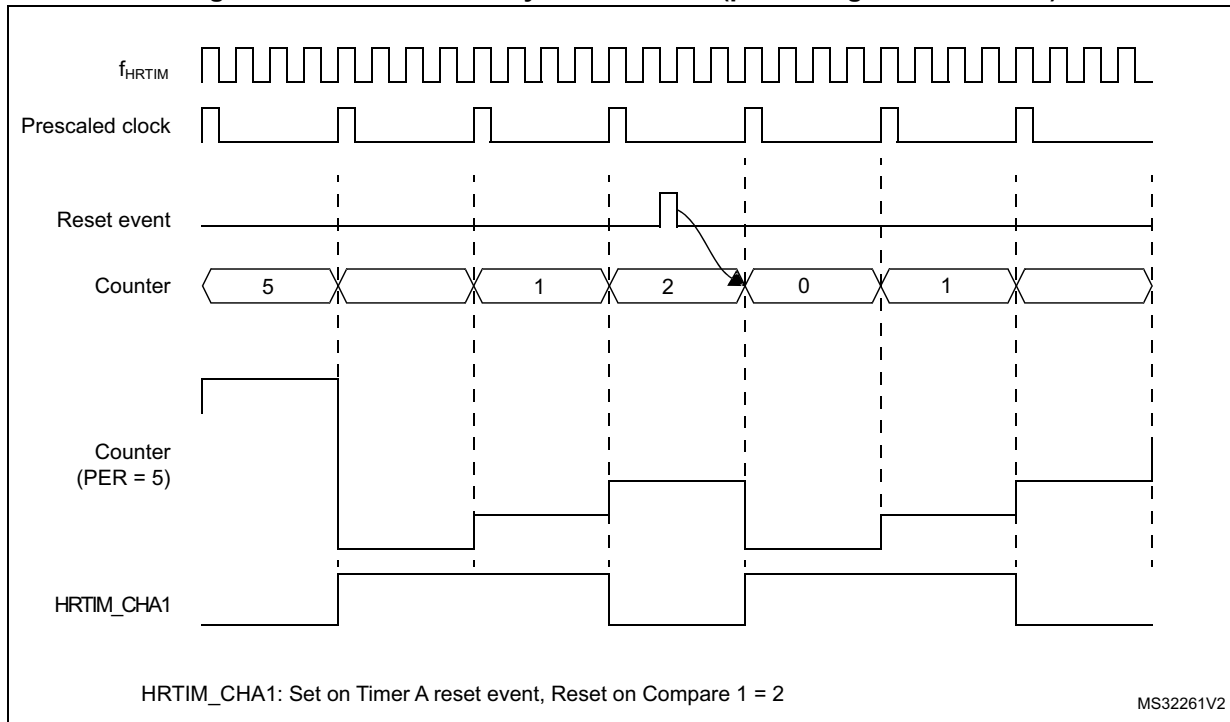 fHRTIM
Prescaled clock
Reset event
Counter
5
1
2
0
1
Counter
(PER = 5)
HRTIM_CHA1
HRTIM_CHA1: Set on Timer A reset event, Reset on Compare 1 = 2
MS32261V2